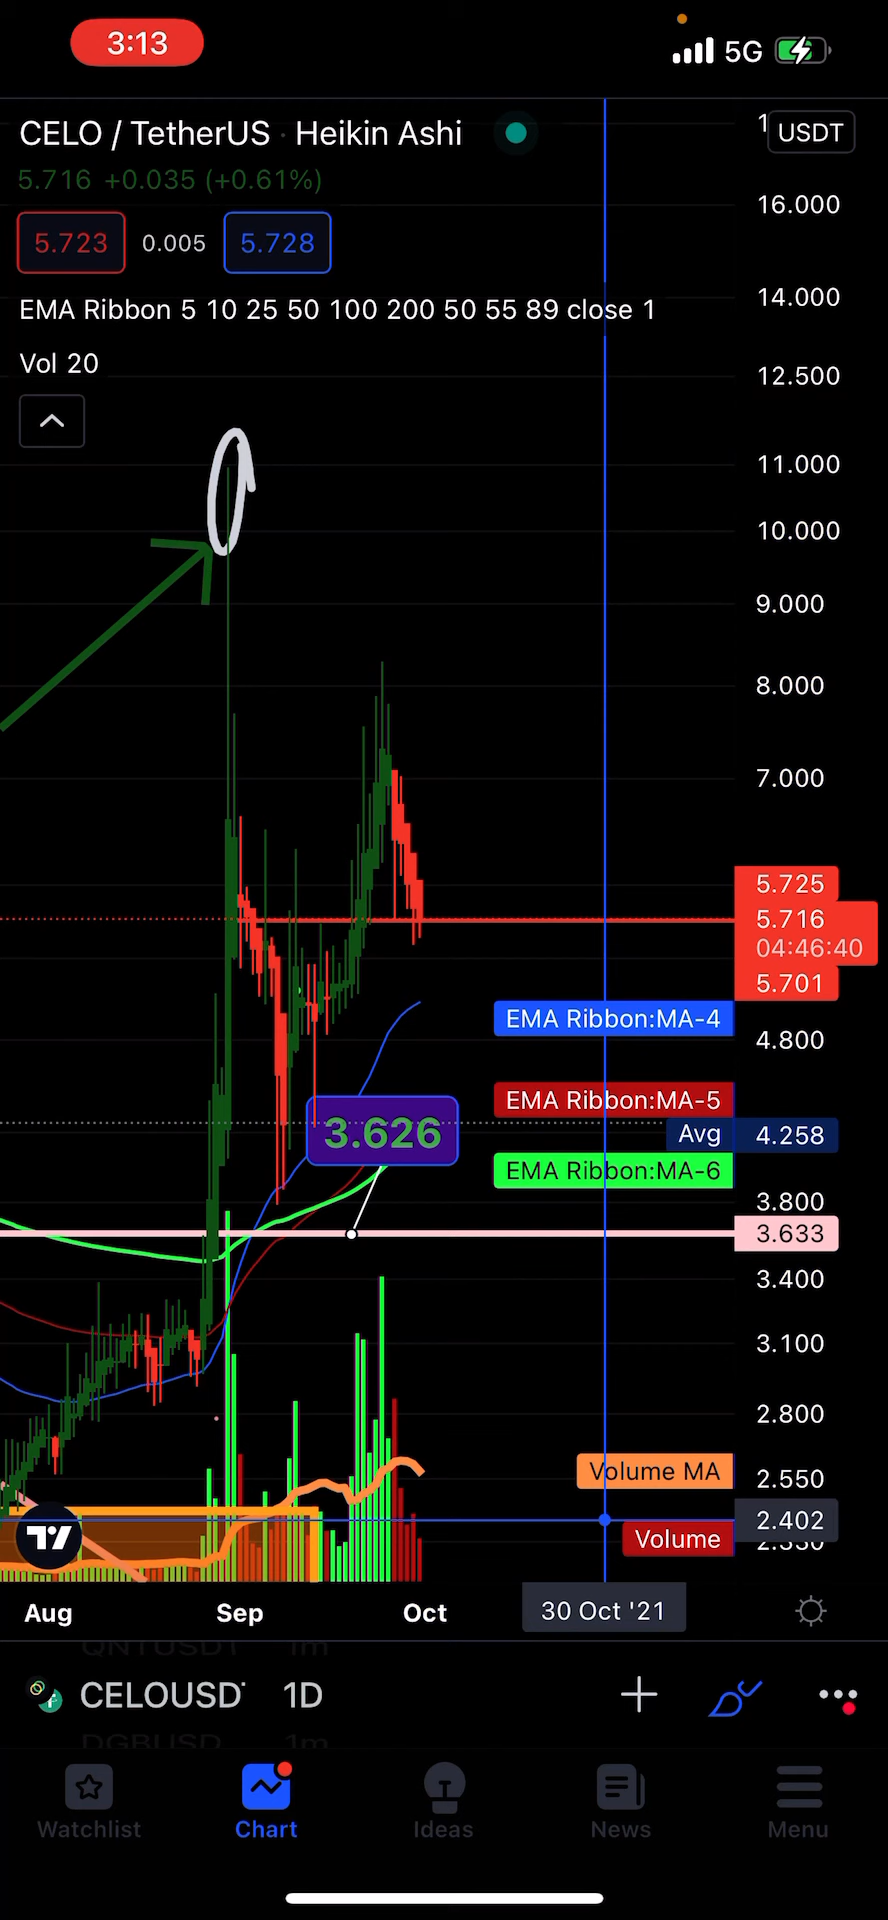 3:13
5G
CELO / TetherUS · Heikin Ashi
USDT
5.716 +0.035 (+0.61%)
16.000
5.723 0.005 5.728
14.000
EMA Ribbon 5 10 25 50 100 200 50 55 89 close 1
Vol 20
12.500
11.000
10.000
9.000
8.000
7.000
5.725
5.716
04:46:40
5.701
EMA Ribbon:MA-4
4.800
EMA Ribbon:MA-5
3.626
Avg 4.258
EMA Ribbon:MA-6
3.800
3.633
3.400
3.100
2.800
Volume MA
2.550
2.402
Volume
Aug Sep Oct 30 Oct '21
QNTUSDT 1m
CELOUSD 1D
DGBUSD 1m
Watchlist Chart Ideas News Menu